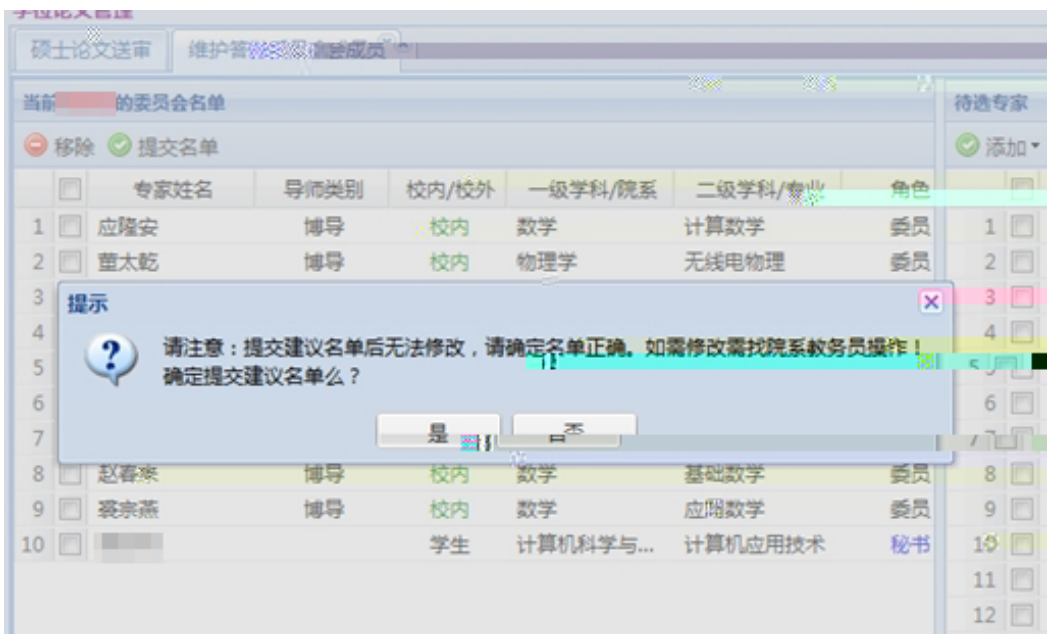 学位论文管理
硕士论文送审
维护答
当前
的委员会名单
待选专家
移除 提交名单
添加
专家姓名 导师类别 校内/校外 一级学科/院系 二级学科/专业 角色
1 应隆安 博导 校内 数学 计算数学 委员 1
2 董太乾 博导 校内 物理学 无线电物理 委员 2
3 提示 3
4 请注意：提交建议名单后无法修改，请确定名单正确。如需修改需找院系教务员操作！ 4
5 确定提交建议名单么？ 5
6 6
7 是 否 7
8 赵春来 博导 校内 数学 基础数学 委员 8
9 裘宗燕 博导 校内 数学 应用数学 委员 9
10 学生 计算机科学与... 计算机应用技术 秘书 10
11
12